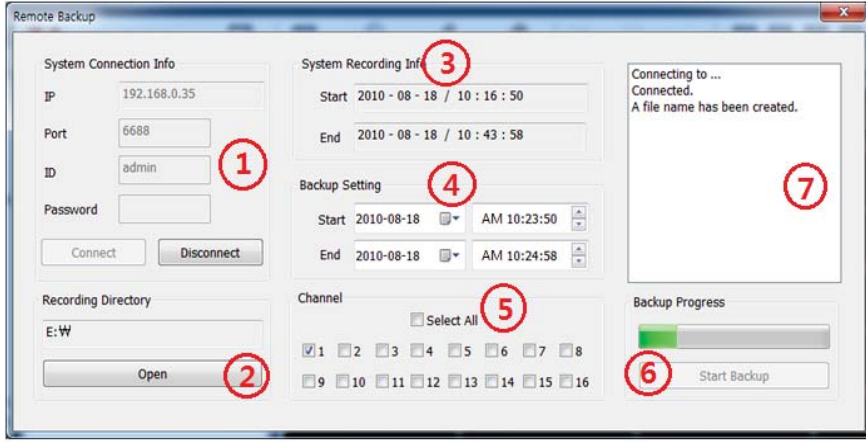 Remote Backup
System Connection Info
IP 192.168.0.35
Port 6688
ID admin
Password
Connect Disconnect
1
Recording Directory
E:₩
Open
2
System Recording Info
3
Start 2010 - 08 - 18 / 10 : 16 : 50
End 2010 - 08 - 18 / 10 : 43 : 58
Backup Setting
4
Start 2010-08-18 AM 10:23:50
End 2010-08-18 AM 10:24:58
Channel
Select All
5
1 2 3 4 5 6 7 8
9 10 11 12 13 14 15 16
Connecting to ...
Connected.
A file name has been created.
7
Backup Progress
6
Start Backup